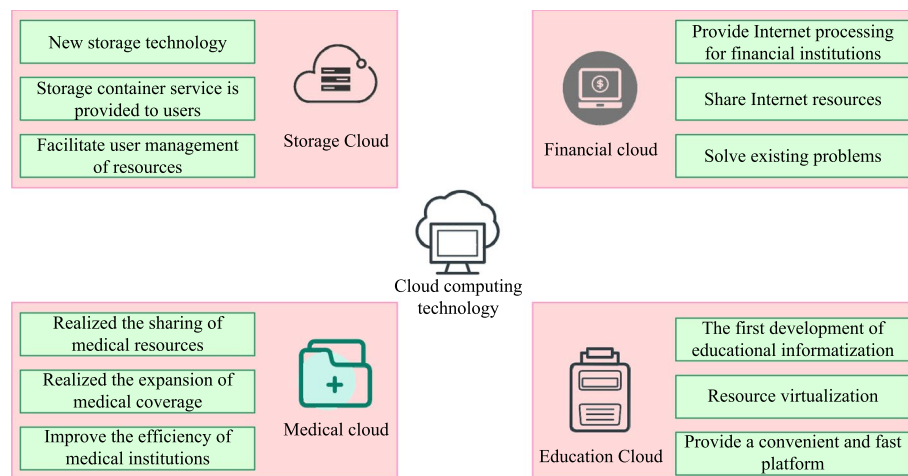 New storage technology
Storage container service is
provided to users
Facilitate user management
of resources
Storage Cloud
Provide Internet processing
for financial institutions
Share Internet resources
Solve existing problems
Financial cloud
Cloud computing
technology
Realized the sharing of
medical resources
Realized the expansion of
medical coverage
Improve the efficiency of
medical institutions
Medical cloud
The first development of
educational informatization
Resource virtualization
Provide a convenient and fast
platform
Education Cloud